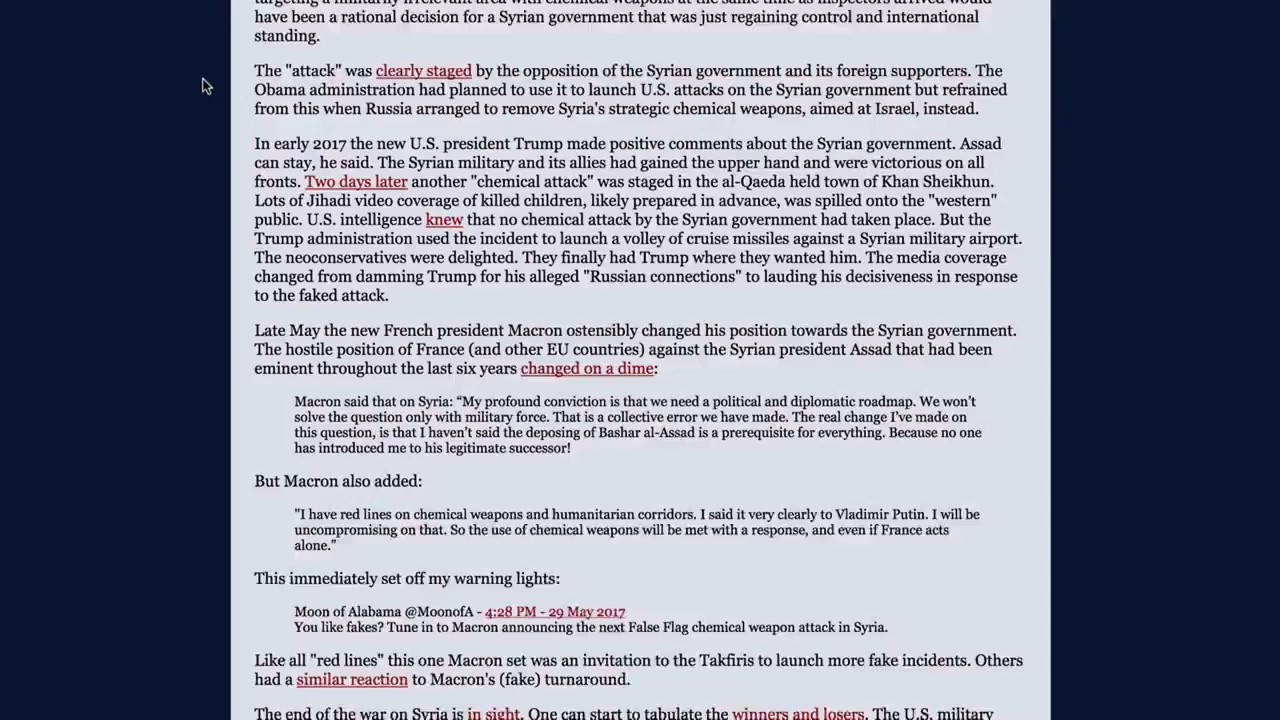 targeting a militarily irrelevant area with chemical weapons at the same time as inspectors arrived would
have been a rational decision for a Syrian government that was just regaining control and international
standing.
The "attack" was clearly staged by the opposition of the Syrian government and its foreign supporters. The
Obama administration had planned to use it to launch U.S. attacks on the Syrian government but refrained
from this when Russia arranged to remove Syria's strategic chemical weapons, aimed at Israel, instead.
In early 2017 the new U.S. president Trump made positive comments about the Syrian government. Assad
can stay, he said. The Syrian military and its allies had gained the upper hand and were victorious on all
fronts. Two days later another "chemical attack" was staged in the al-Qaeda held town of Khan Sheikhun.
Lots of Jihadi video coverage of killed children, likely prepared in advance, was spilled onto the "western"
public. U.S. intelligence knew that no chemical attack by the Syrian government had taken place. But the
Trump administration used the incident to launch a volley of cruise missiles against a Syrian military airport.
The neoconservatives were delighted. They finally had Trump where they wanted him. The media coverage
changed from damming Trump for his alleged "Russian connections" to lauding his decisiveness in response
to the faked attack.
Late May the new French president Macron ostensibly changed his position towards the Syrian government.
The hostile position of France (and other EU countries) against the Syrian president Assad that had been
eminent throughout the last six years changed on a dime:
Macron said that on Syria: “My profound conviction is that we need a political and diplomatic roadmap. We won’t
solve the question only with military force. That is a collective error we have made. The real change I’ve made on
this question, is that I haven’t said the deposing of Bashar al-Assad is a prerequisite for everything. Because no one
has introduced me to his legitimate successor!
But Macron also added:
"I have red lines on chemical weapons and humanitarian corridors. I said it very clearly to Vladimir Putin. I will be
uncompromising on that. So the use of chemical weapons will be met with a response, and even if France acts
alone.”
This immediately set off my warning lights:
Moon of Alabama @MoonofA - 4:28 PM - 29 May 2017
You like fakes? Tune in to Macron announcing the next False Flag chemical weapon attack in Syria.
Like all "red lines" this one Macron set was an invitation to the Takfiris to launch more fake incidents. Others
had a similar reaction to Macron's (fake) turnaround.
The end of the war on Syria is in sight. One can start to tabulate the winners and losers. The U.S. military